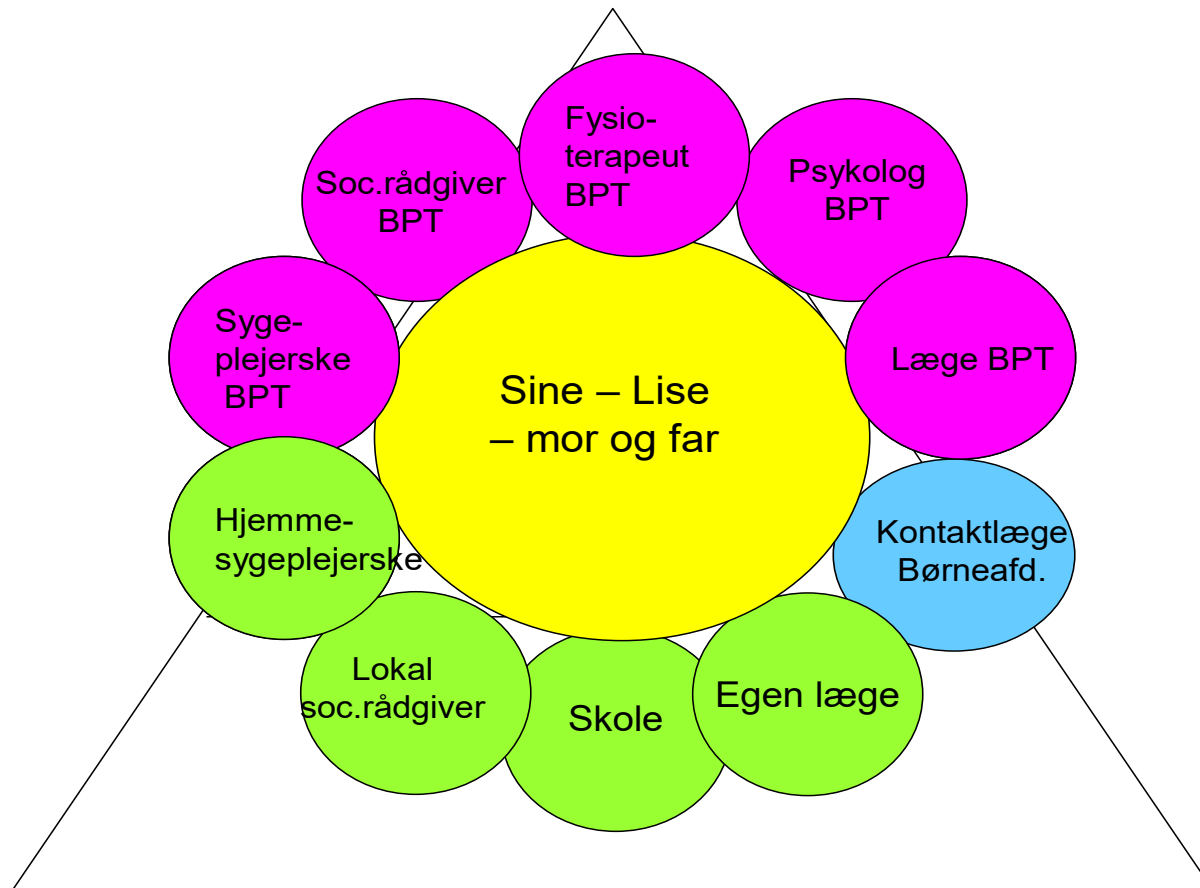 Fysio-
terapeut
BPT
Soc.rådgiver
BPT
Psykolog
BPT
Syge-
plejerske
BPT
Læge BPT
Sine – Lise
– mor og far
Hjemme-
sygeplejerske
Kontaktlæge
Børneafd.
Lokal
soc.rådgiver
Skole
Egen læge